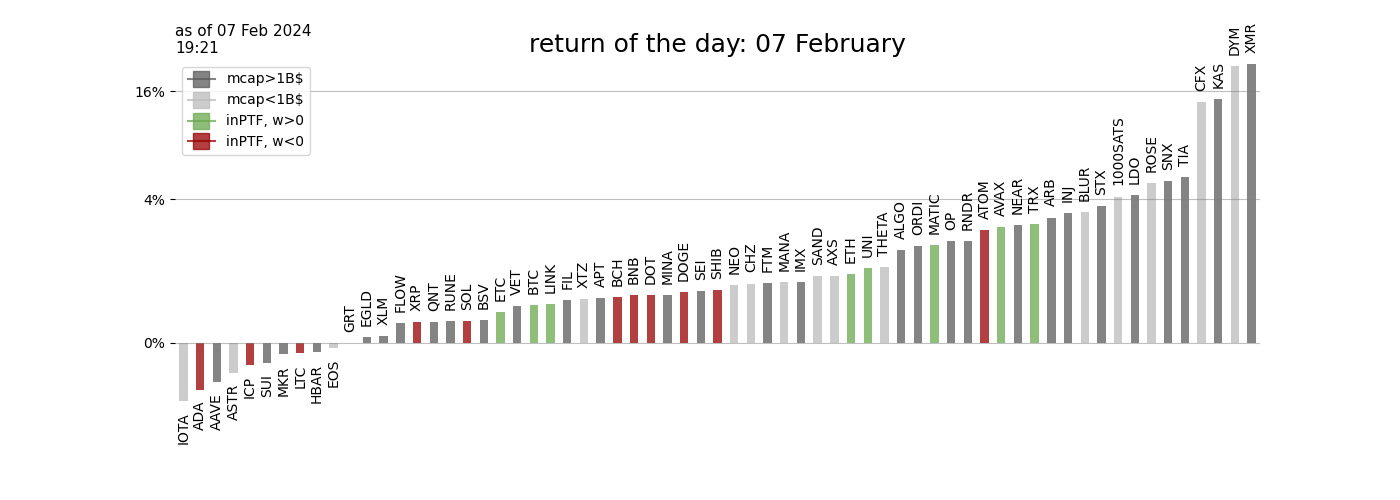 as of 07 Feb 2024
19:21
return of the day: 07 February
mcap>1B$
mcap<1B$
inPTF, w>0
inPTF, w<0
16%
4%
0%
IOTA
ADA
AAVE
ASTR
ICP
SUI
MKR
LTC
HBAR
EOS
GRT
EGLD
XLM
FLOW
XRP
QNT
RUNE
SOL
BSV
ETC
VET
BTC
LINK
FIL
XTZ
APT
BCH
BNB
DOT
MINA
DOGE
SEI
SHIB
NEO
CHZ
FTM
MANA
IMX
SAND
AXS
ETH
UNI
THETA
ALGO
ORDI
MATIC
OP
RNDR
ATOM
AVAX
NEAR
TRX
ARB
INJ
BLUR
STX
1000SATS
LDO
ROSE
SNX
TIA
CFX
KAS
DYM
XMR